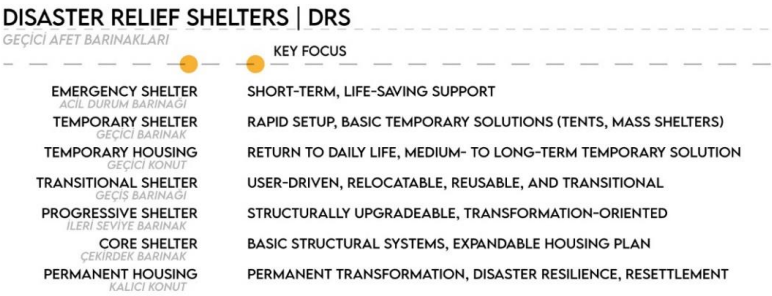 DISASTER RELIEF SHELTERS | DRS
GEÇİCİ AFET BARINAKLARI
KEY FOCUS
EMERGENCY SHELTER SHORT-TERM, LIFE-SAVING SUPPORT
ACİL DURUM BARINAĞI
TEMPORARY SHELTER RAPID SETUP, BASIC TEMPORARY SOLUTIONS (TENTS, MASS SHELTERS)
GEÇİCİ BARINAK
TEMPORARY HOUSING RETURN TO DAILY LIFE, MEDIUM- TO LONG-TERM TEMPORARY SOLUTION
GEÇİCİ KONUT
TRANSITIONAL SHELTER USER-DRIVEN, RELOCATABLE, REUSABLE, AND TRANSITIONAL
GEÇİŞ BARINAĞI
PROGRESSIVE SHELTER STRUCTURALLY UPGRADEABLE, TRANSFORMATION-ORIENTED
İLERİ SEVİYE BARINAK
CORE SHELTER BASIC STRUCTURAL SYSTEMS, EXPANDABLE HOUSING PLAN
ÇEKİRDEK BARINAK
PERMANENT HOUSING PERMANENT TRANSFORMATION, DISASTER RESILIENCE, RESETTLEMENT
KALICI KONUT